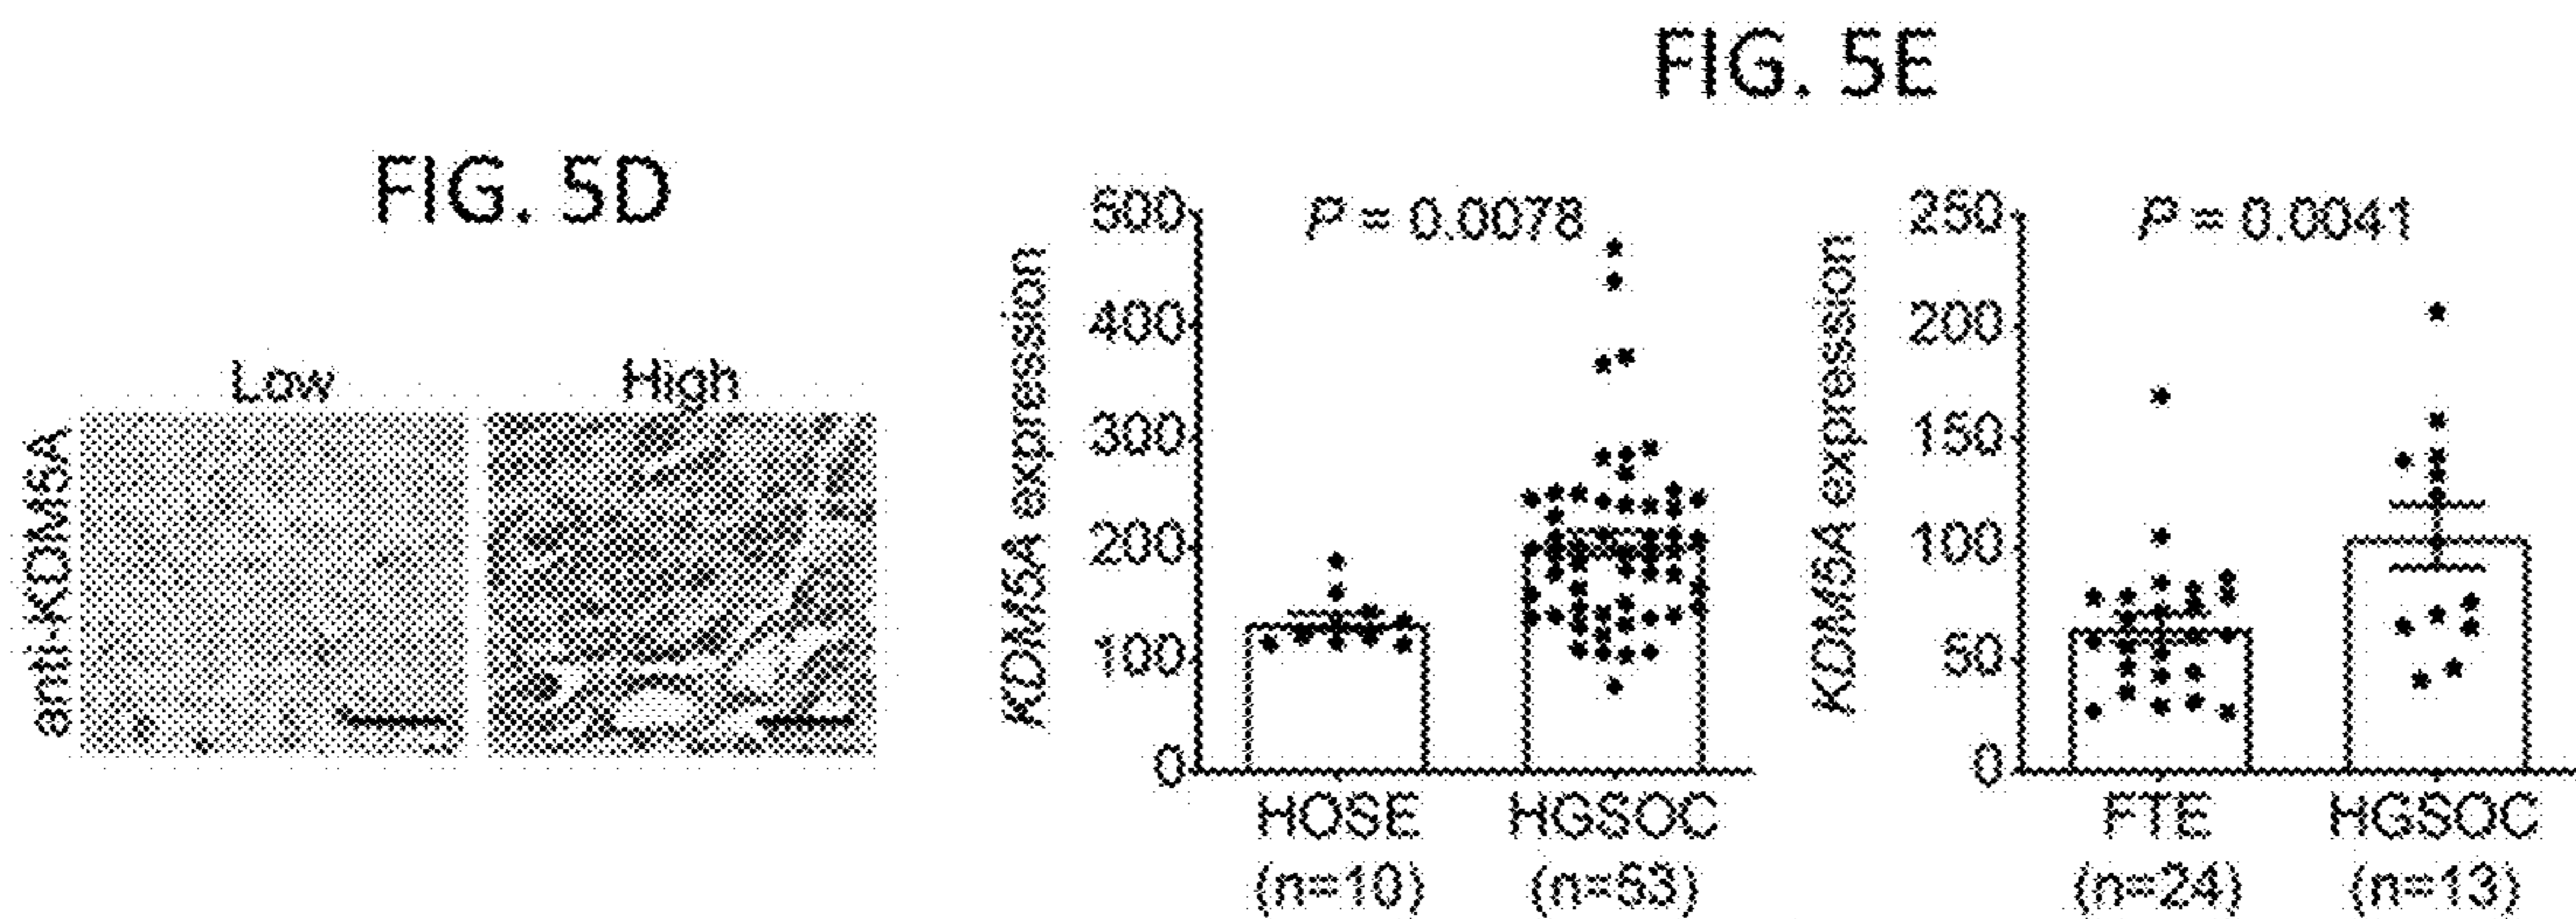 FIG. 5D
Low
High
anti-KDM5A
FIG. 5E
P = 0.0078
KDM5A expression
500
400
300
200
100
0
HOSE
(n=10)
HGSOC
(n=53)
P = 0.0041
KDM5A expression
250
200
150
100
50
0
FTE
(n=24)
HGSOC
(n=13)